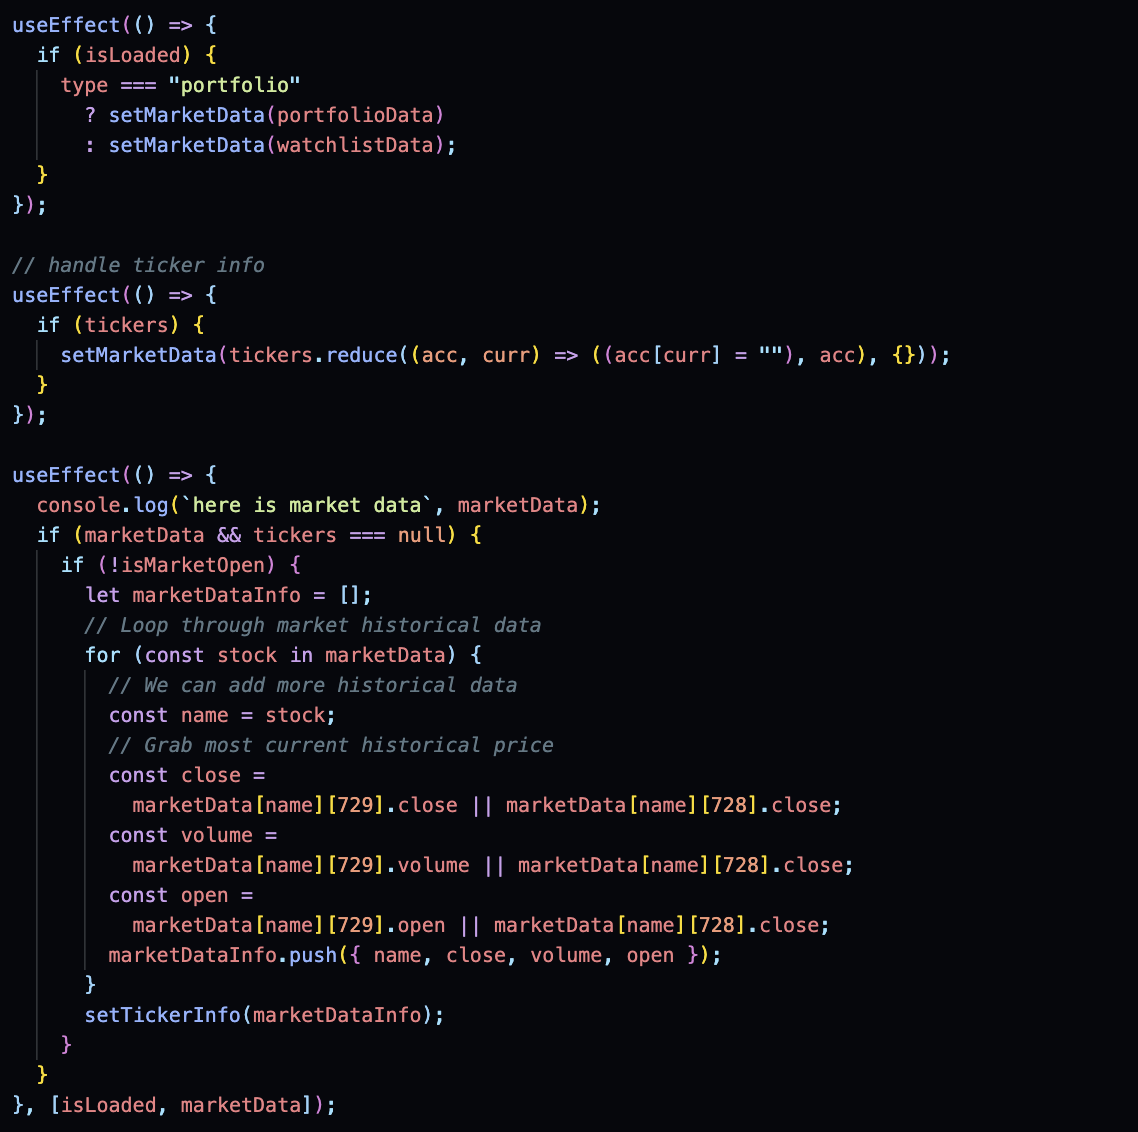 useEffect(() => {
  if (isLoaded) {
    type === "portfolio"
      ? setMarketData(portfolioData)
      : setMarketData(watchlistData);
  }
});

// handle ticker info
useEffect(() => {
  if (tickers) {
    setMarketData(tickers.reduce((acc, curr) => ((acc[curr] = ""), acc), {}));
  }
});

useEffect(() => {
  console.log(`here is market data`, marketData);
  if (marketData && tickers === null) {
    if (!isMarketOpen) {
      let marketDataInfo = [];
      // Loop through market historical data
      for (const stock in marketData) {
        // We can add more historical data
        const name = stock;
        // Grab most current historical price
        const close =
          marketData[name][729].close || marketData[name][728].close;
        const volume =
          marketData[name][729].volume || marketData[name][728].close;
        const open =
          marketData[name][729].open || marketData[name][728].close;
        marketDataInfo.push({ name, close, volume, open });
      }
      setTickerInfo(marketDataInfo);
    }
  }
}, [isLoaded, marketData]);